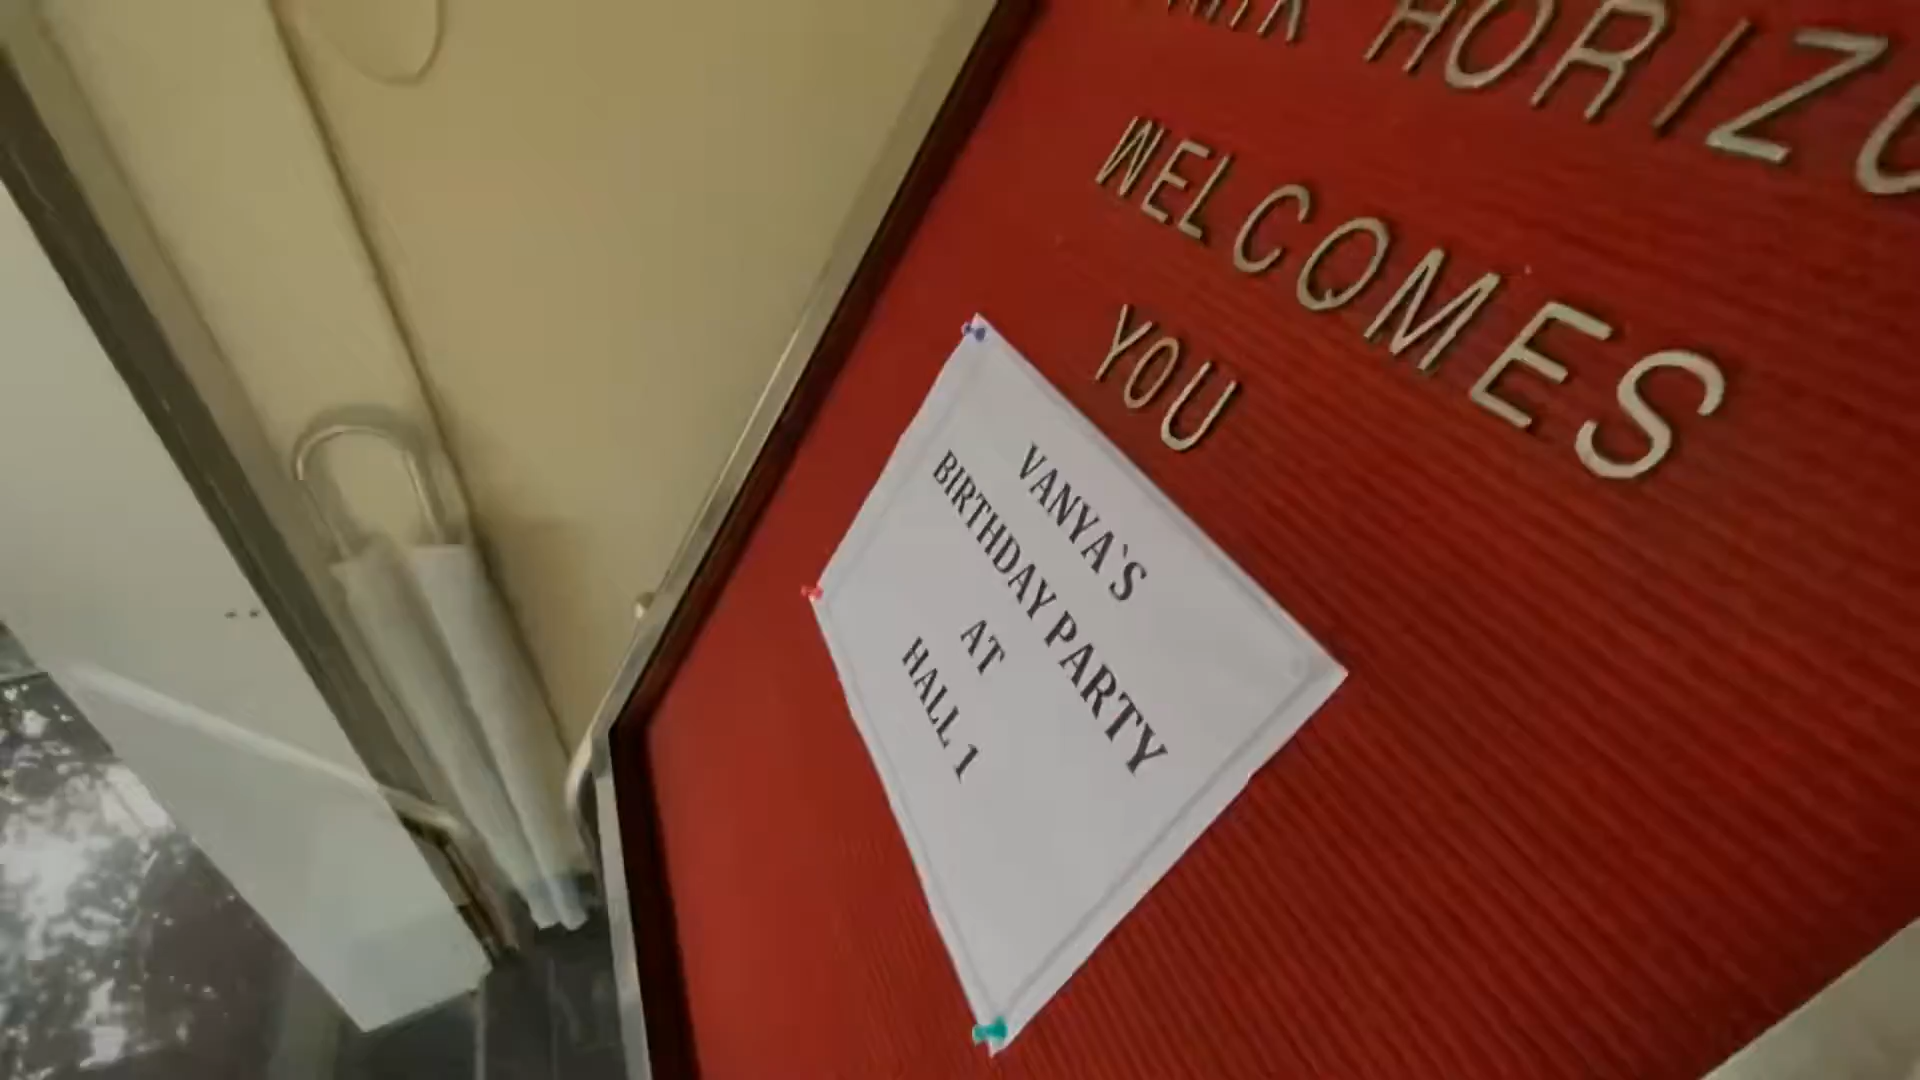 HORIZO
WELCOMES
YOU
VANYA`S
BIRTHDAY PARTY
AT
HALL 1